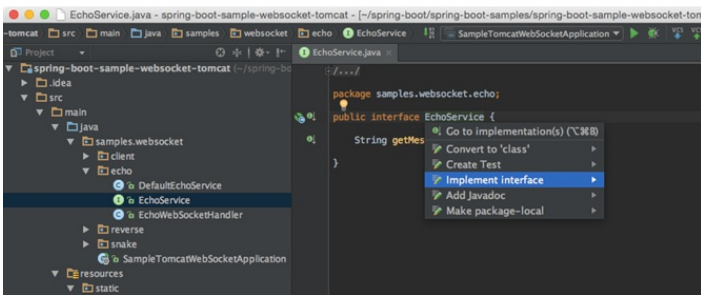 EchoService.java - spring-boot-sample-websocket-tomcat - [~/spring-boot/spring-boot-samples/spring-boot-sample-websocket-tom
-tomcat src main java samples websocket echo EchoService SampleTomcatWebSocketApplication VCS VCS
Project EchoService.java
spring-boot-sample-websocket-tomcat (~/spring-bo
/.../
.idea
package samples.websocket.echo;
src
main
public interface EchoService {
java
Go to implementation(s) (⌥⌘B)
samples.websocket
String getMes
Convert to 'class'
client
Create Test
echo
}
Implement interface
DefaultEchoService
Add Javadoc
EchoService
Make package-local
EchoWebSocketHandler
reverse
snake
SampleTomcatWebSocketApplication
resources
static